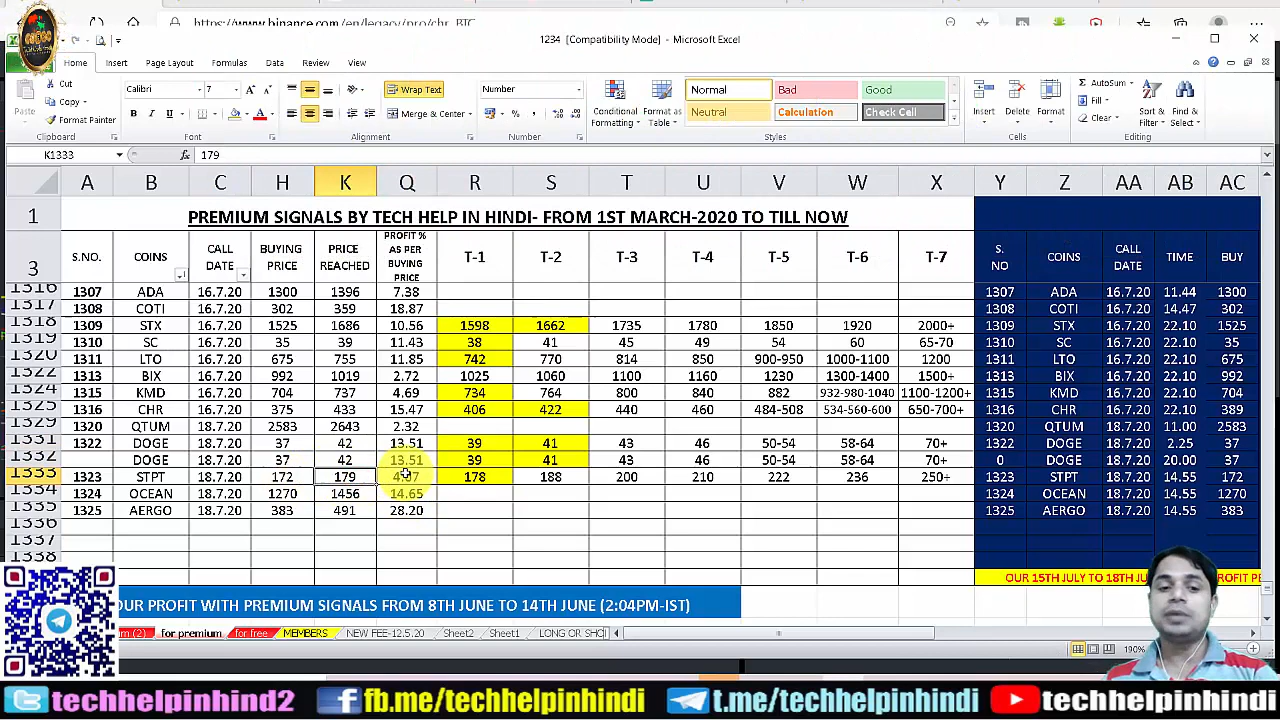 https://www.binance.com/en/legacy/pro/chr_BTC
1234 [Compatibility Mode] - Microsoft Excel
Home Insert Page Layout Formulas Data Review View
Cut
Copy
Format Painter
Paste
Clipboard
Calibri 7
Font
Wrap Text
Merge & Center
Alignment
Number
Number
Conditional Formatting
Format as Table
Normal Bad Good
Neutral Calculation Check Cell
Styles
Insert Delete Format
Cells
AutoSum
Fill
Clear
Sort & Filter
Find & Select
Editing
K1333 fx 179
A B C H K Q R S T U V W X Y Z AA AB AC
1 PREMIUM SIGNALS BY TECH HELP IN HINDI- FROM 1ST MARCH-2020 TO TILL NOW
3 S.NO. COINS CALL DATE BUYING PRICE PRICE REACHED PROFIT % AS PER BUYING PRICE T-1 T-2 T-3 T-4 T-5 T-6 T-7 S. NO COINS CALL DATE TIME BUY
1316 1307 ADA 16.7.20 1300 1396 7.38 1307 ADA 16.7.20 11.44 1300
1317 1308 COTI 16.7.20 302 359 18.87 1308 COTI 16.7.20 14.47 302
1318 1309 STX 16.7.20 1525 1686 10.56 1598 1662 1735 1780 1850 1920 2000+ 1309 STX 16.7.20 22.10 1525
1319 1310 SC 16.7.20 35 39 11.43 38 41 45 49 54 60 65-70 1310 SC 16.7.20 22.10 35
1320 1311 LTO 16.7.20 675 755 11.85 742 770 814 850 900-950 1000-1100 1200 1311 LTO 16.7.20 22.10 675
1322 1313 BIX 16.7.20 992 1019 2.72 1025 1060 1100 1160 1230 1300-1400 1500+ 1313 BIX 16.7.20 22.10 992
1324 1315 KMD 16.7.20 704 737 4.69 734 764 800 840 882 932-980-1040 1100-1200+ 1315 KMD 16.7.20 22.10 704
1325 1316 CHR 16.7.20 375 433 15.47 406 422 440 460 484-508 534-560-600 650-700+ 1316 CHR 16.7.20 22.10 389
1329 1320 QTUM 16.7.20 2583 2643 2.32 1320 QTUM 16.7.20 11.00 2583
1331 1322 DOGE 18.7.20 37 42 13.51 39 41 43 46 50-54 58-64 70+ 1322 DOGE 18.7.20 2.25 37
1332 DOGE 18.7.20 37 42 13.51 39 41 43 46 50-54 58-64 70+ 0 DOGE 18.7.20 20.00 37
1333 1323 STPT 18.7.20 172 179 178 188 200 210 222 236 250+ 1323 STPT 18.7.20 14.55 172
1334 1324 OCEAN 18.7.20 1270 1456 14.65 1324 OCEAN 18.7.20 14.55 1270
1335 1325 AERGO 18.7.20 383 491 28.20 1325 AERGO 18.7.20 14.55 383
1336
1337
1338
OUR 15TH JULY TO 18TH
OUR PROFIT WITH PREMIUM SIGNALS FROM 8TH JUNE TO 14TH JUNE (2:04PM-IST)
for premium for free MEMBERS NEW FEE-12.5.20 Sheet2 Sheet1 LONG OR SHO
190%
techhelpinhind2 fb.me/techhelpinhindi t.me/techhelpinhindi techhelpinhindi